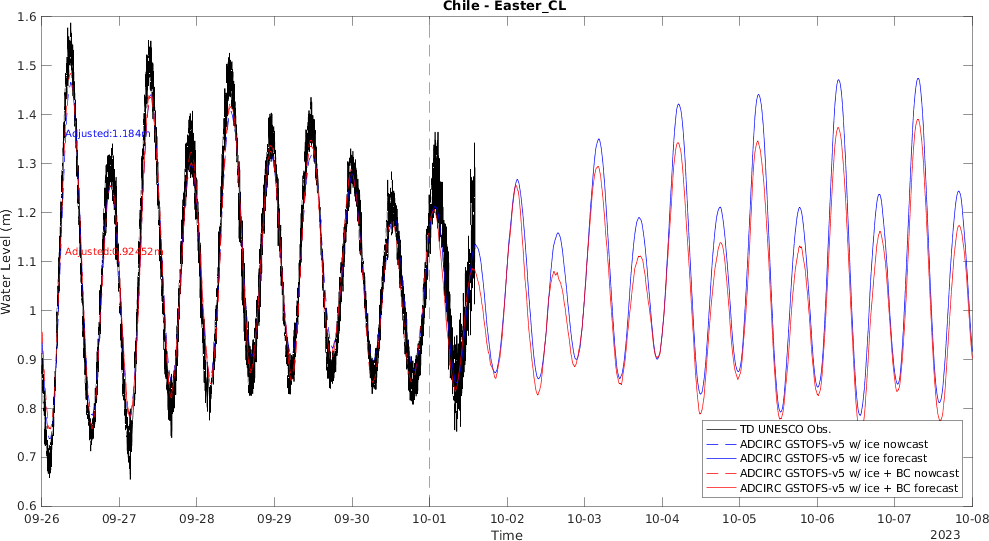 Chile - Easter_CL
1.6
1.5
1.4
1.3
1.2
1.1
1
0.9
0.8
0.7
0.6
Water Level (m)
Adjusted:1.184m
Adjusted:0.92452m
TD UNESCO Obs.
ADCIRC GSTOFS-v5 w/ ice nowcast
ADCIRC GSTOFS-v5 w/ ice forecast
ADCIRC GSTOFS-v5 w/ ice + BC nowcast
ADCIRC GSTOFS-v5 w/ ice + BC forecast
09-26 09-27 09-28 09-29 09-30 10-01 10-02 10-03 10-04 10-05 10-06 10-07 10-08
Time
2023